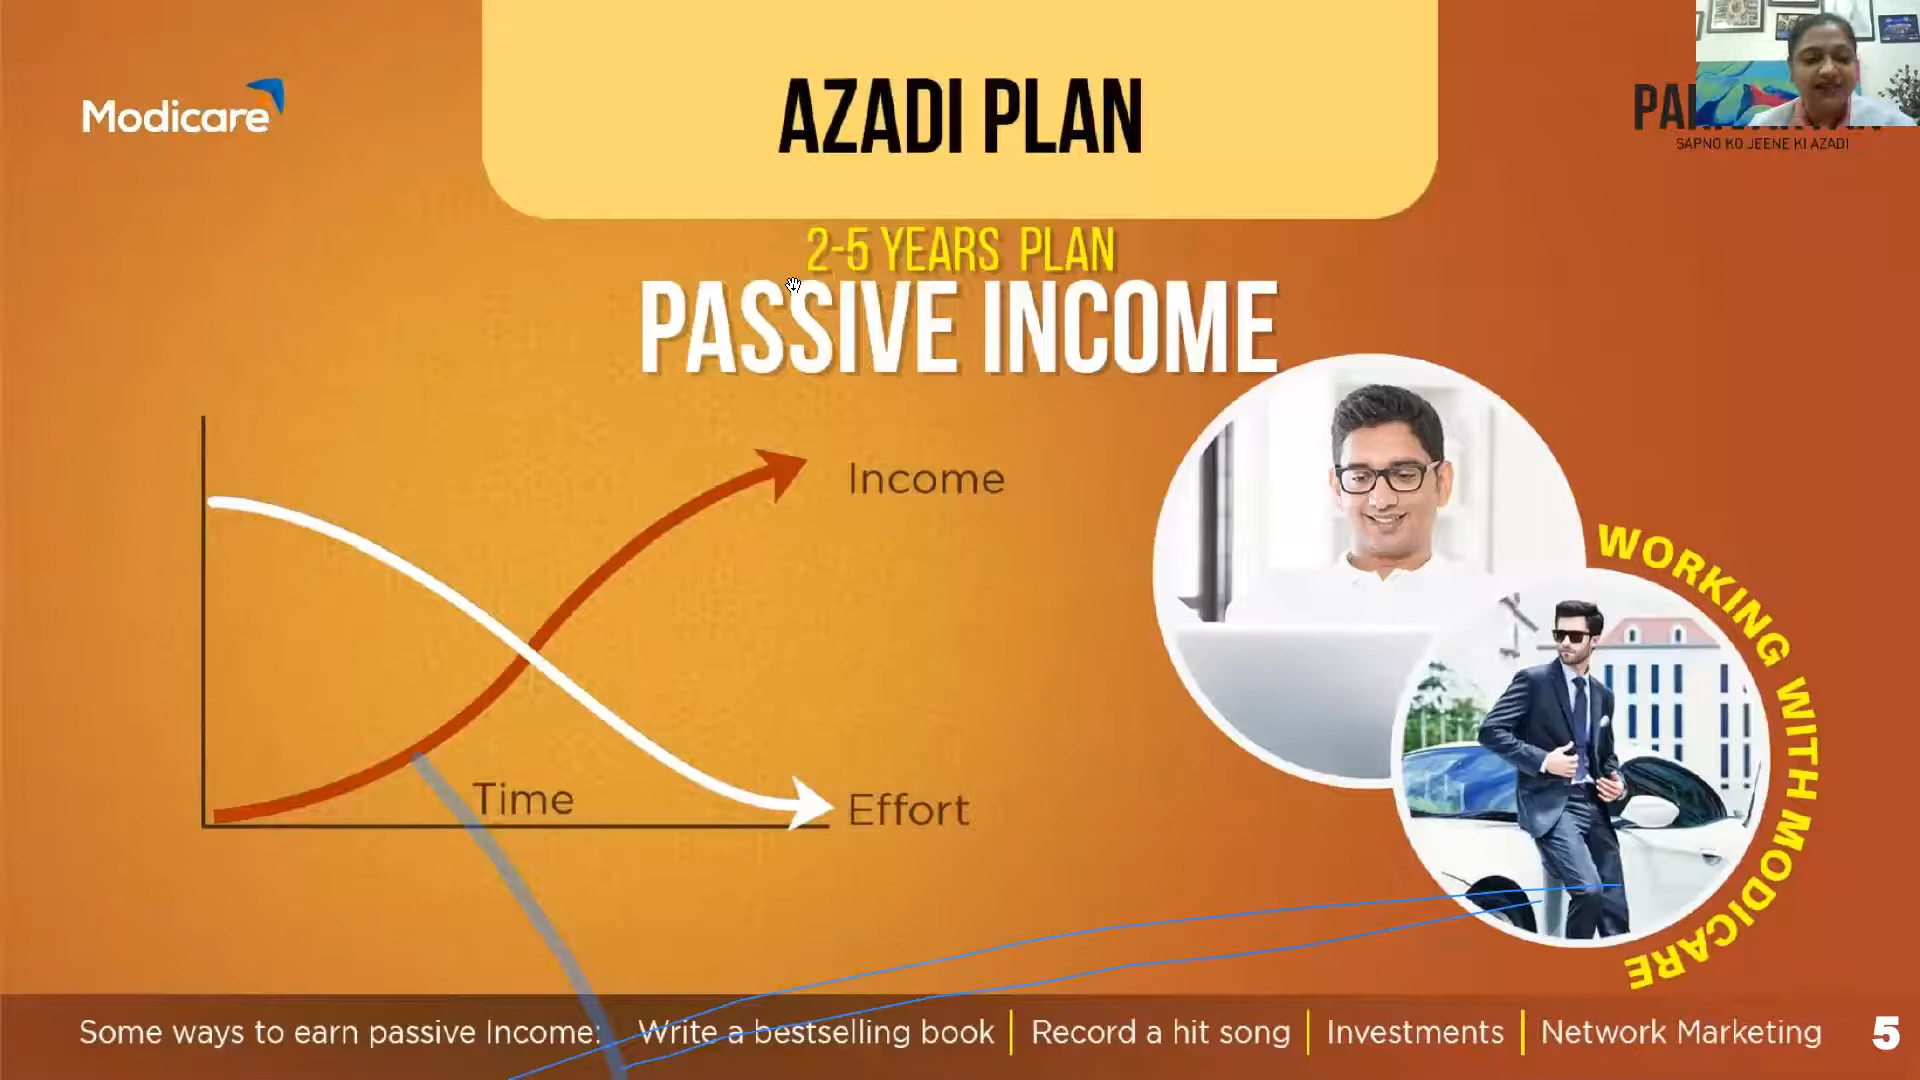 Modicare
AZADI PLAN
SAPNO KO JEENE KI AZADI
2-5 YEARS PLAN
PASSIVE INCOME
Income
Time
Effort
WORKING WITH MODICARE
Some ways to earn passive Income: Write a bestselling book | Record a hit song | Investments | Network Marketing
5